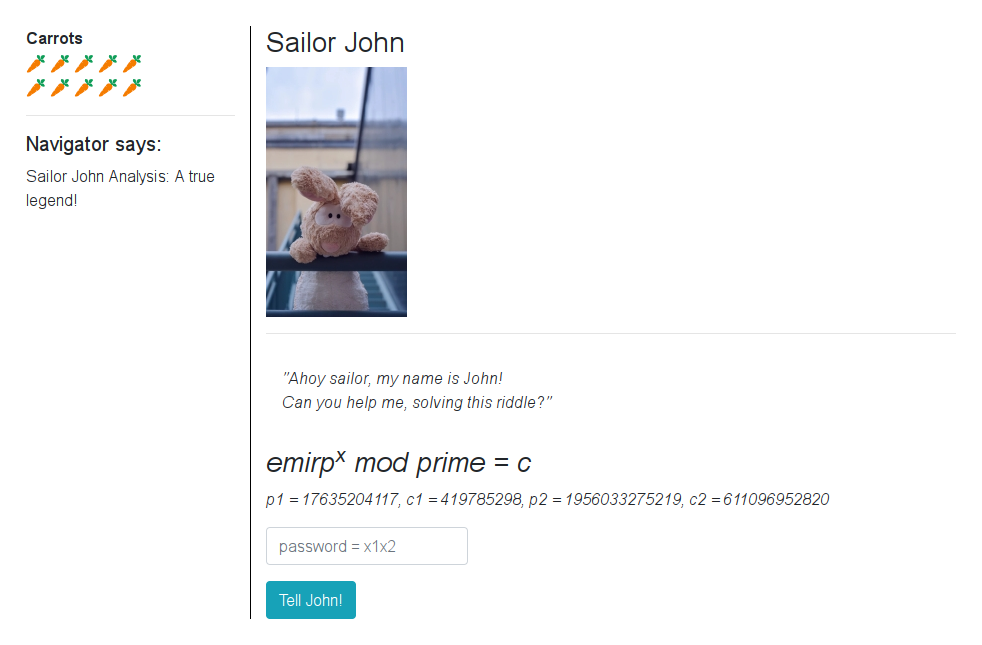 Carrots
Navigator says:
Sailor John Analysis: A true
legend!
Sailor John
"Ahoy sailor, my name is John!
Can you help me, solving this riddle?"
emirpˣ mod prime = c
p1 = 17635204117, c1 = 419785298, p2 = 1956033275219, c2 = 611096952820
password = x1x2
Tell John!